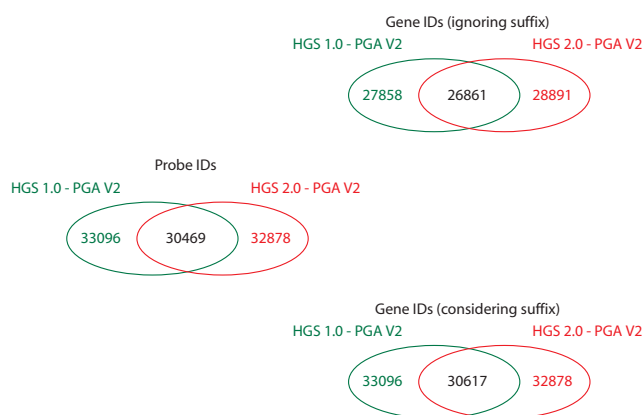 Gene IDs (ignoring suffix)
HGS 1.0 - PGA V2 HGS 2.0 - PGA V2
27858 26861 28891
Probe IDs
HGS 1.0 - PGA V2 HGS 2.0 - PGA V2
33096 30469 32878
Gene IDs (considering suffix)
HGS 1.0 - PGA V2 HGS 2.0 - PGA V2
33096 30617 32878